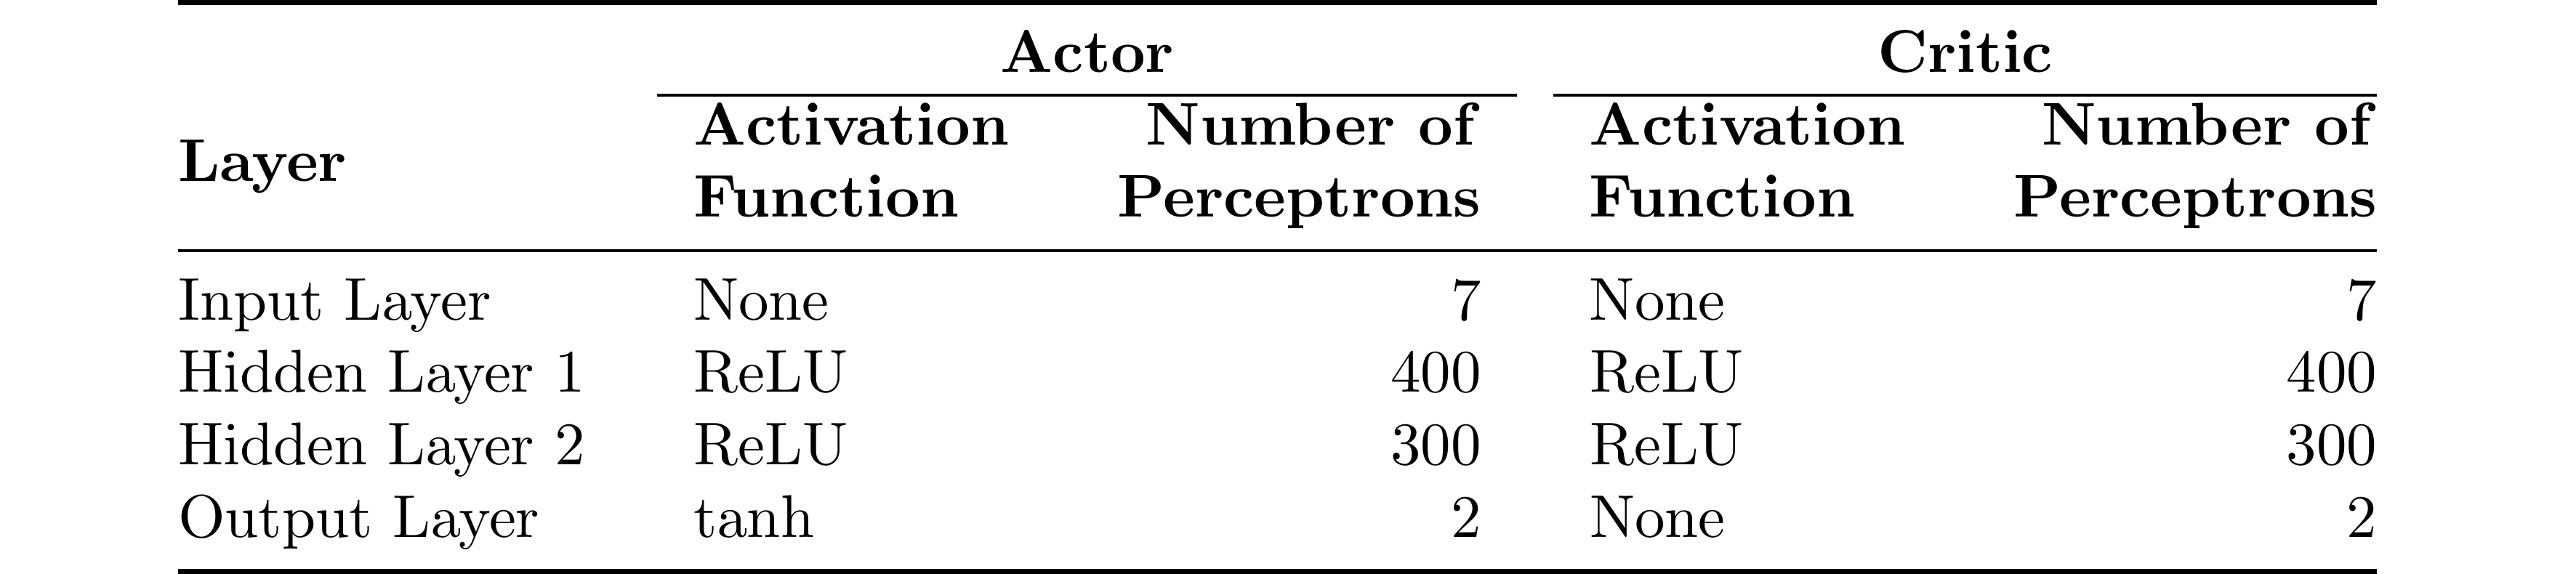 Actor Critic
Layer Activation Function Number of Perceptrons Activation Function Number of Perceptrons
Input Layer None 7 None 7
Hidden Layer 1 ReLU 400 ReLU 400
Hidden Layer 2 ReLU 300 ReLU 300
Output Layer tanh 2 None 2